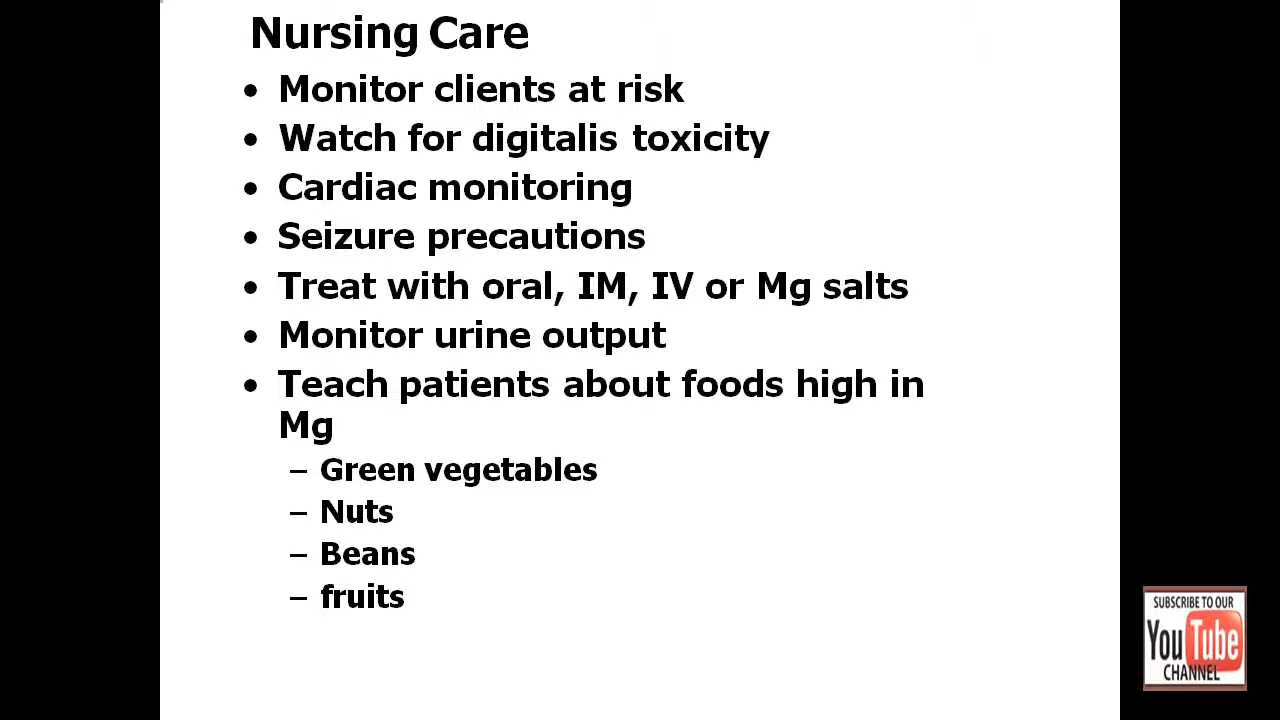 Nursing Care
• Monitor clients at risk
• Watch for digitalis toxicity
• Cardiac monitoring
• Seizure precautions
• Treat with oral, IM, IV or Mg salts
• Monitor urine output
• Teach patients about foods high in
Mg
– Green vegetables
– Nuts
– Beans
– fruits
SUBSCRIBE TO OUR
YouTube
CHANNEL